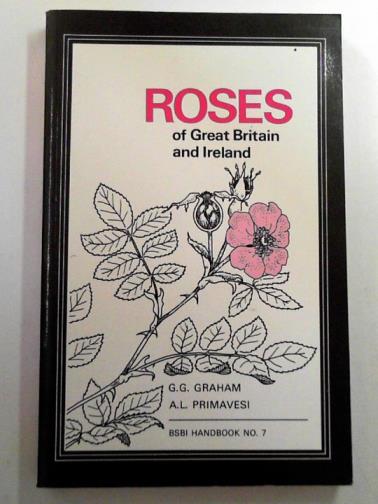 ROSES
of Great Britain
and Ireland
G.G. GRAHAM
A.L. PRIMAVESI
BSBI HANDBOOK NO. 7